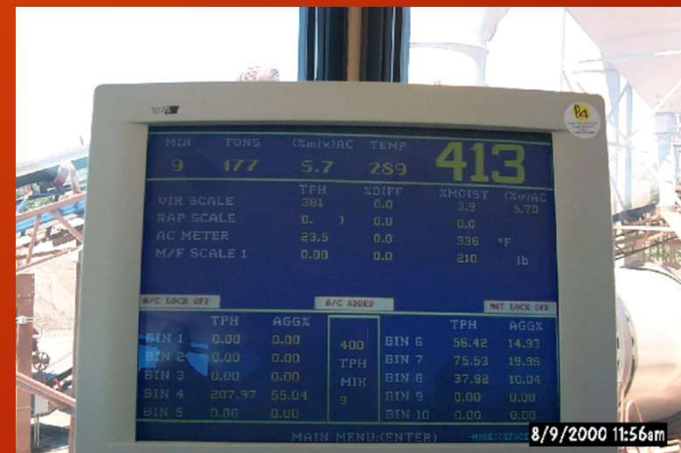 MIX TONS (%mix)AC TEMP 413
9 177 5.7 289
TPH %DIFF %MOIST (%v)AC
VIR SCALE 381 0.0 3.9 5.70
RAP SCALE 0. 0.0 0.0
AC METER 23.5 0.0 336 °F
M/F SCALE 1 0.00 0.0 210 lb
A/C LOCK OFF A/C ADDED MAT LOCK OFF
TPH AGG% TPH AGG%
BIN 1 0.00 0.00 400 BIN 6 56.42 14.93
BIN 2 0.00 0.00 TPH BIN 7 75.53 19.98
BIN 3 0.00 0.00 MIX BIN 8 37.92 10.04
BIN 4 207.97 55.04 9 BIN 9 0.00 0.00
BIN 5 0.00 0.00 BIN 10 0.00 0.00
MAIN MENU:(ENTER)
8/9/2000 11:56am